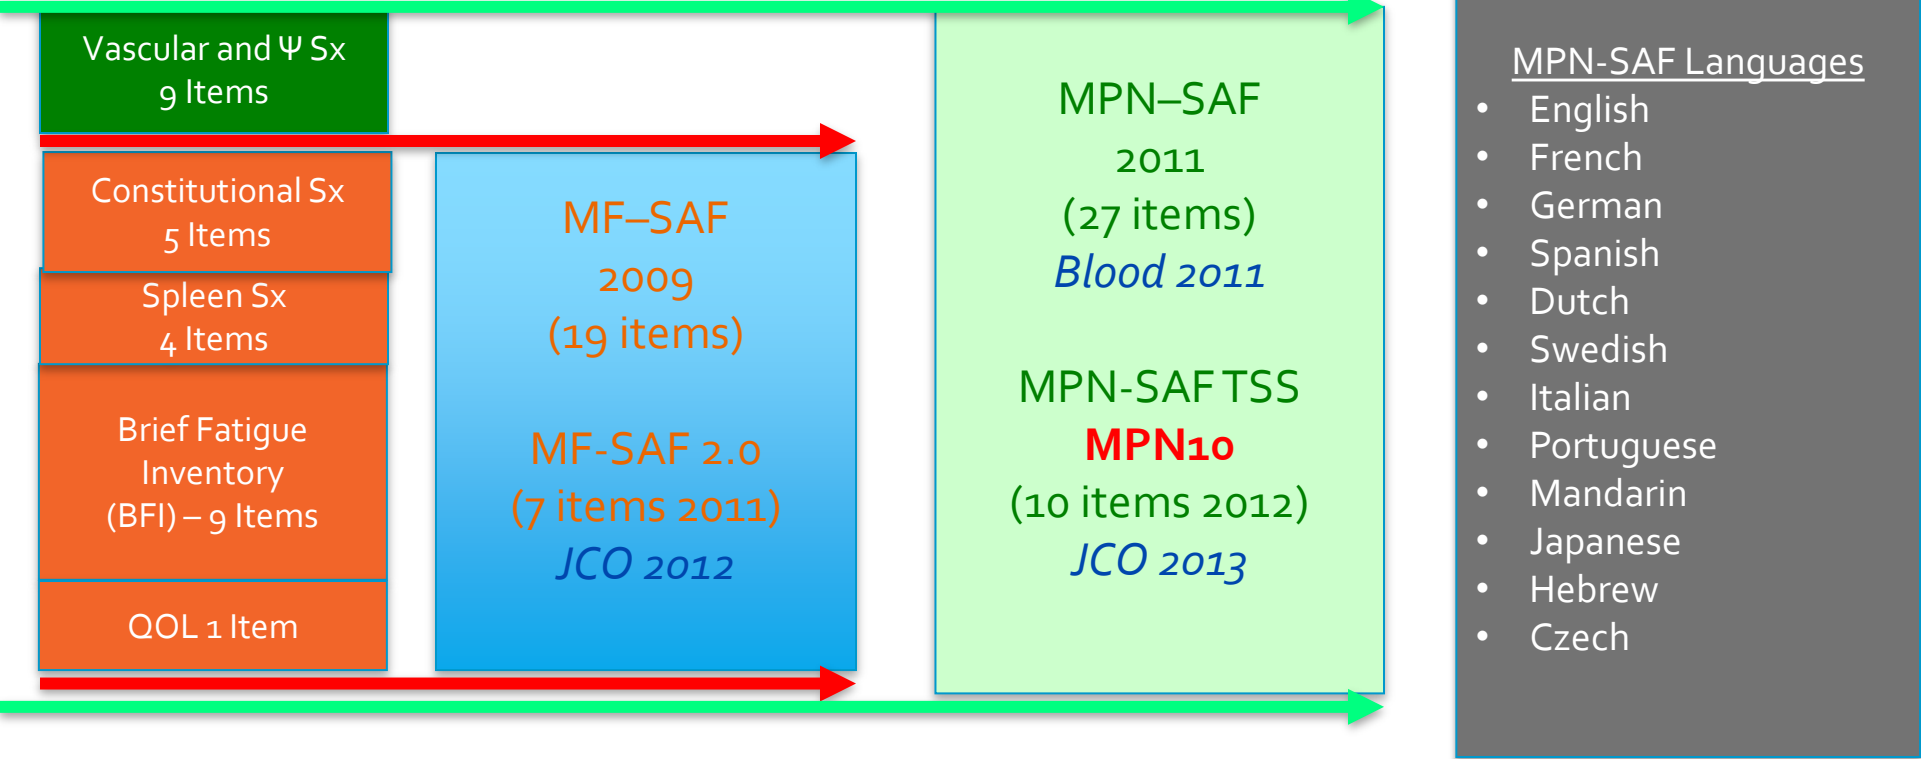 Vascular and Ψ Sx
9 Items
Constitutional Sx
5 Items
Spleen Sx
4 Items
Brief Fatigue
Inventory
(BFI) – 9 Items
QOL 1 Item
MF–SAF
2009
(19 items)
MF-SAF 2.0
(7 items 2011)
JCO 2012
MPN–SAF
2011
(27 items)
Blood 2011
MPN-SAF TSS
MPN10
(10 items 2012)
JCO 2013
MPN-SAF Languages
• English
• French
• German
• Spanish
• Dutch
• Swedish
• Italian
• Portuguese
• Mandarin
• Japanese
• Hebrew
• Czech